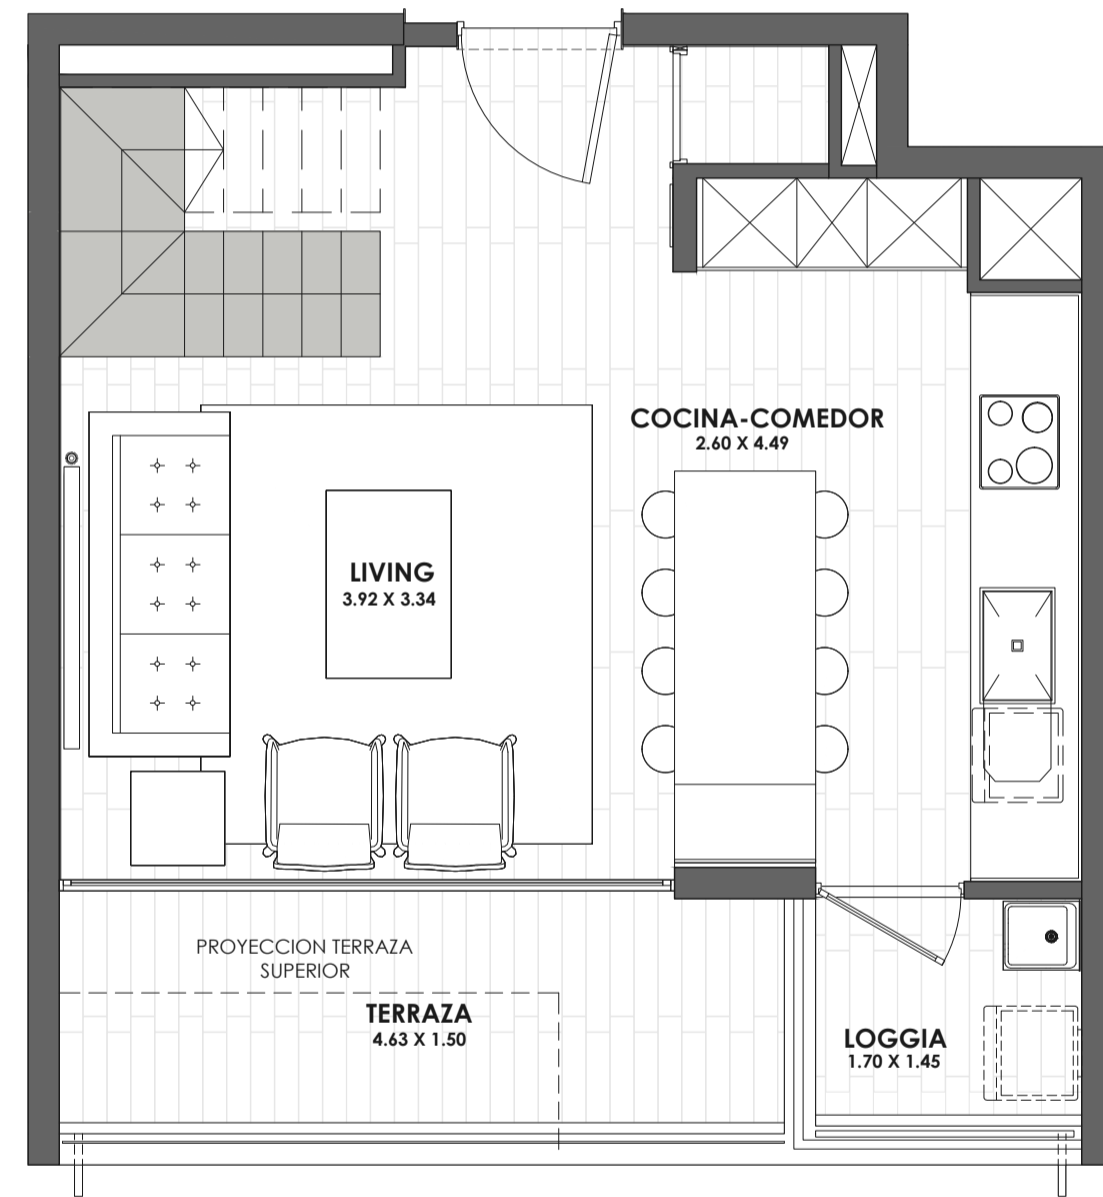 COCINA-COMEDOR
2.60 X 4.49
LIVING
3.92 X 3.34
PROYECCION TERRAZA
SUPERIOR
TERRAZA
4.63 X 1.50
LOGGIA
1.70 X 1.45